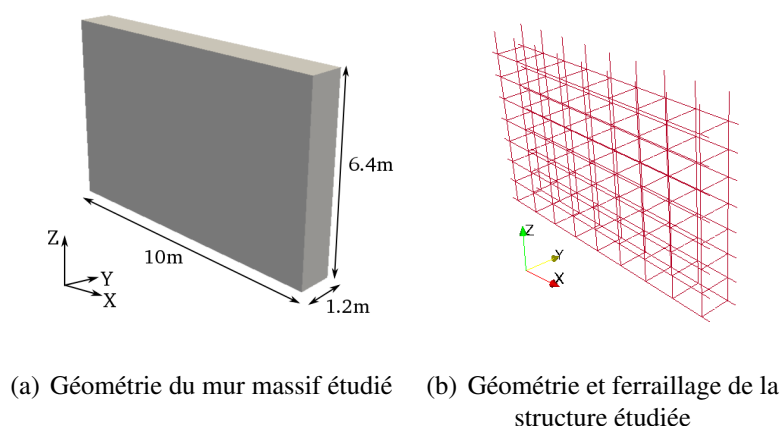 6.4m
10m
1.2m
Z
Y
X
Z
Y
X
(a) Géométrie du mur massif étudié
(b) Géométrie et ferraillage de la
structure étudiée